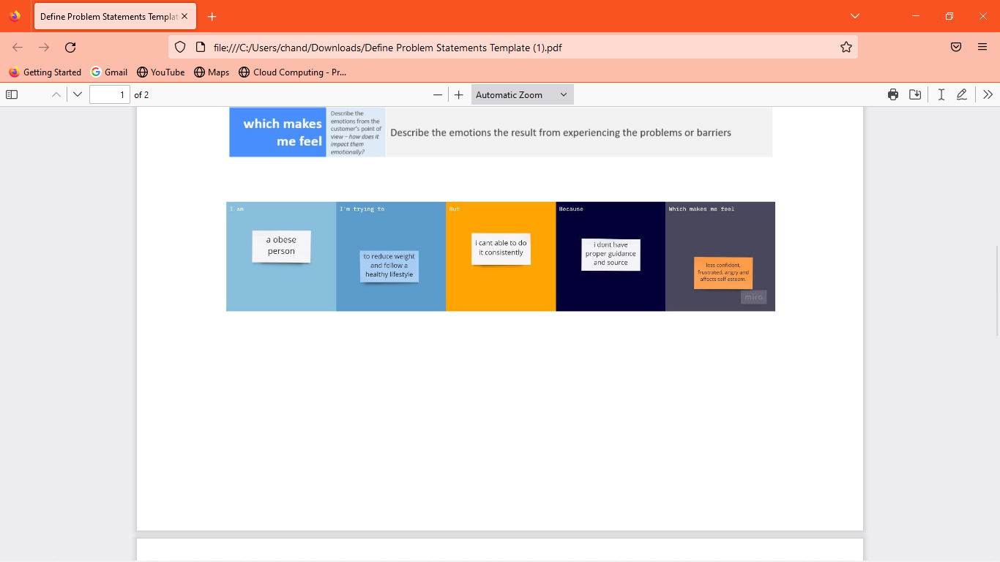 Define Problem Statements Templat
file:///C:/Users/chand/Downloads/Define Problem Statements Template (1).pdf
Getting Started
Gmail
YouTube
Maps
Cloud Computing - Pr...
1 of 2
Automatic Zoom
which makes
me feel
Describe the
emotions from the
customer's point of
view – how does it
impact them
emotionally?
Describe the emotions the result from experiencing the problems or barriers
I am
a obese
person
I'm trying to
to reduce weight
and follow a
healthy lifestyle
But
i cant able to do
it consistently
Because
i dont have
proper guidance
and source
Which makes me feel
less confident,
frustrated, angry and
affects self esteem.
miro